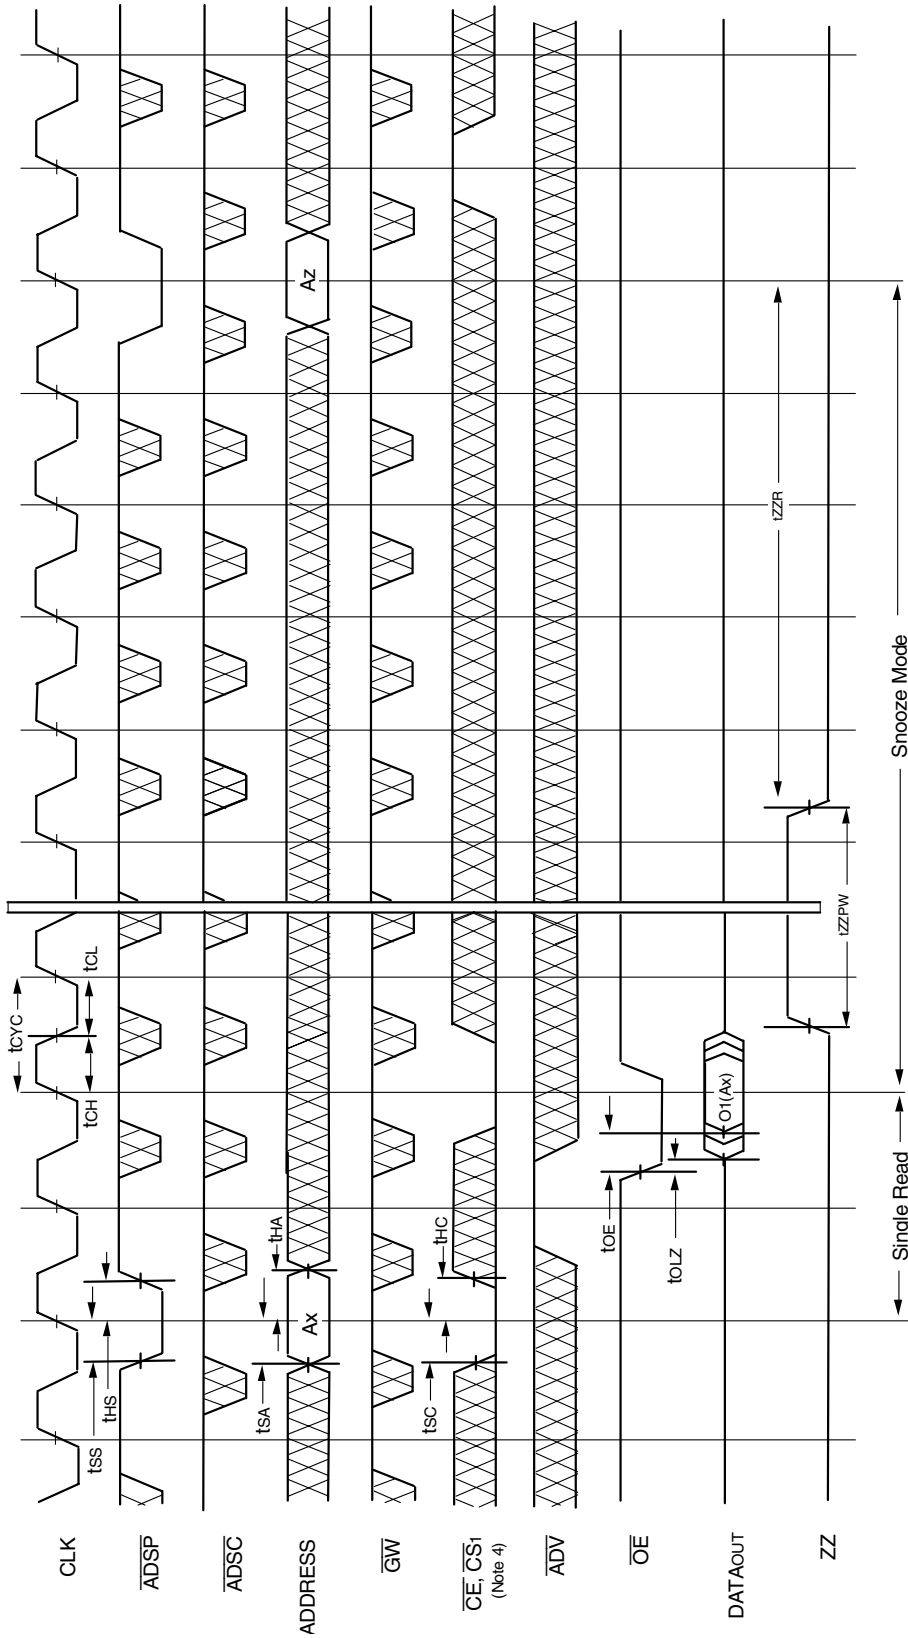 tCYC
tCH
tCL
tSS
tHS
CLK
ADSP
ADSC
tSA
tHA
Ax
Az
ADDRESS
GW
tSC
tHC
CE, CS1
(Note 4)
ADV
tOE
OE
tOLZ
O1(Ax)
DATAOUT
tZZR
ZZ
tZZPW
Single Read
Snooze Mode